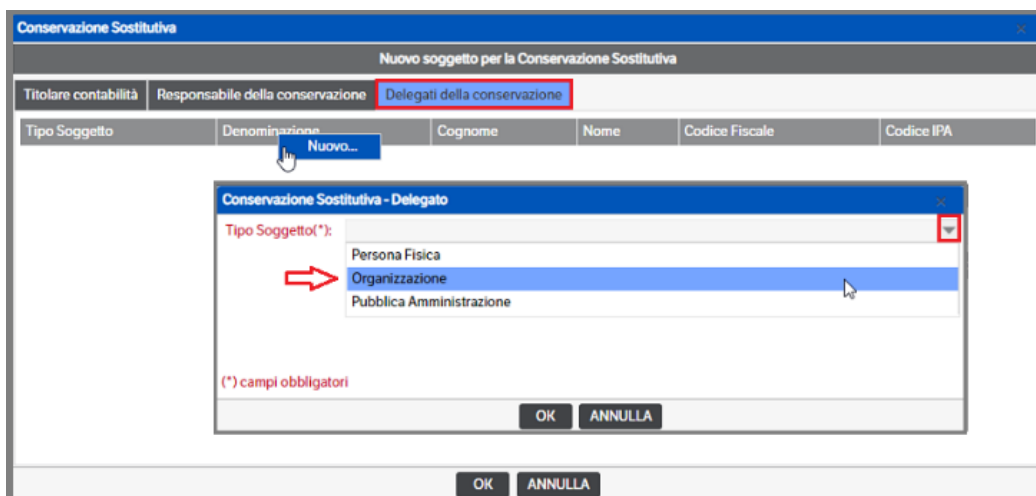 Conservazione Sostitutiva
Nuovo soggetto per la Conservazione Sostitutiva
Titolare contabilità Responsabile della conservazione Delegati della conservazione
Tipo Soggetto Denominazione Cognome Nome Codice Fiscale Codice IPA
Nuovo...
Conservazione Sostitutiva - Delegato
Tipo Soggetto(*):
Persona Fisica
Organizzazione
Pubblica Amministrazione
(*) campi obbligatori
OK ANNULLA
OK ANNULLA